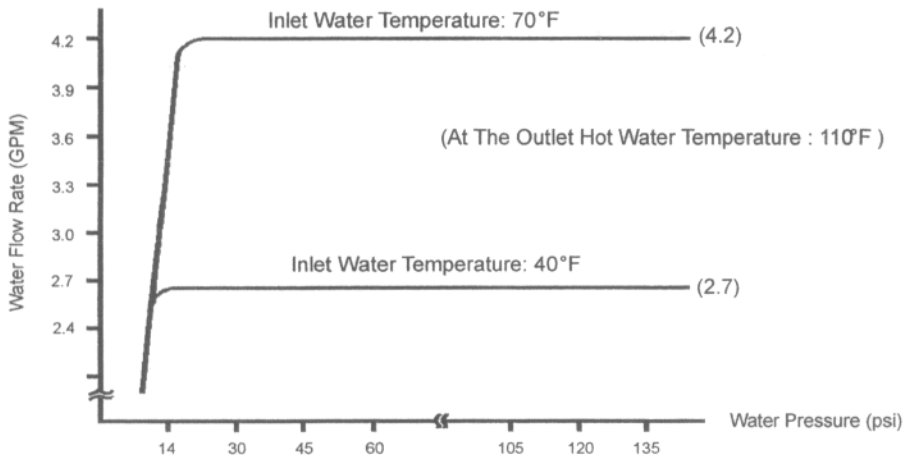 Inlet Water Temperature: 70°F
4.2
(4.2)
3.9
3.6
(At The Outlet Hot Water Temperature : 110°F )
3.3
3.0
Inlet Water Temperature: 40°F
2.7
(2.7)
2.4
Water Flow Rate (GPM)
Water Pressure (psi)
14 30 45 60 105 120 135